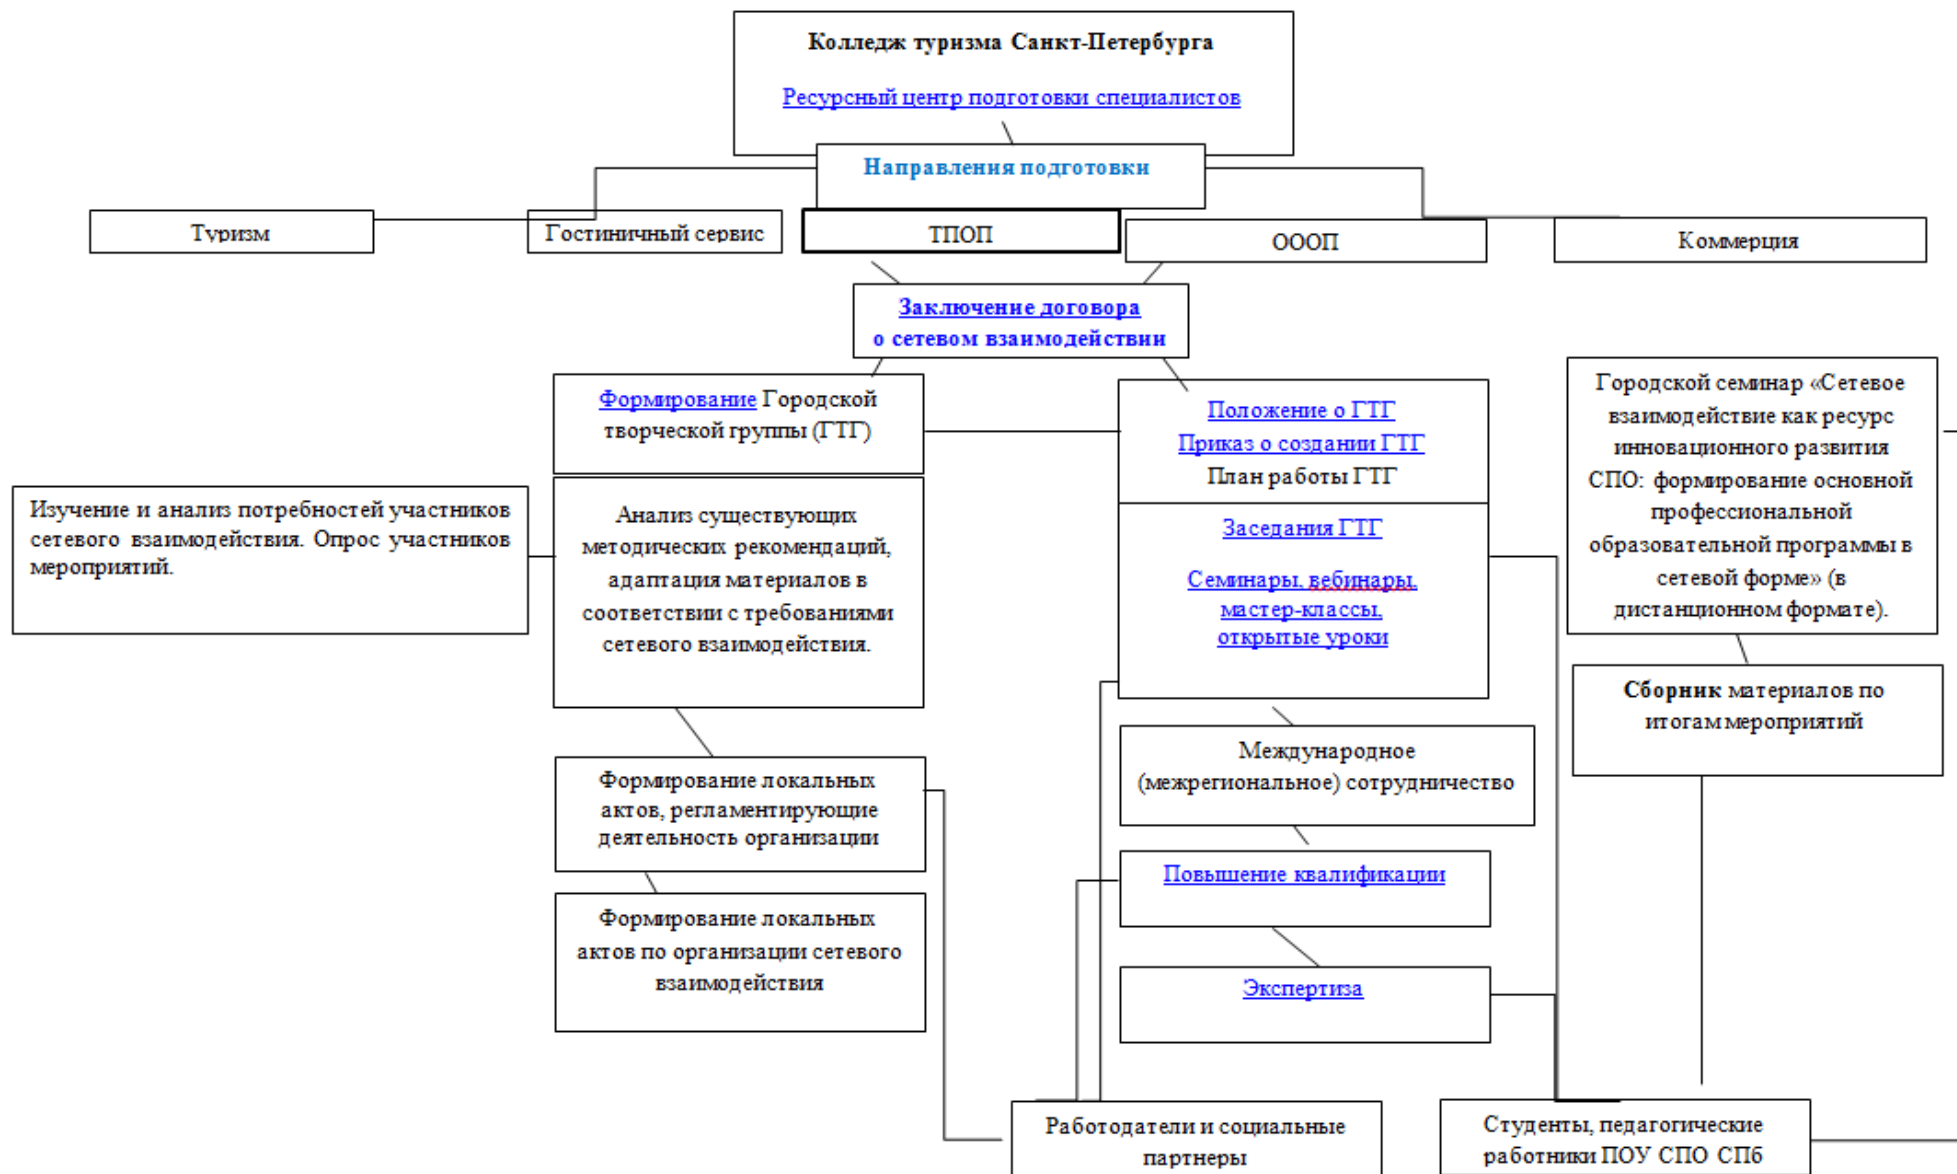 Колледж туризма Санкт-Петербурга
Ресурсный центр подготовки специалистов
Направления подготовки
Туризм
Гостиничный сервис
ТПОП
ОООП
Коммерция
Заключение договора
о сетевом взаимодействии
Формирование Городской
творческой группы (ГТГ)
Положение о ГТГ
Приказ о создании ГТГ
План работы ГТГ
Городской семинар «Сетевое
взаимодействие как ресурс
инновационного развития
СПО: формирование основной
профессиональной
образовательной программы в
сетевой форме» (в
дистанционном формате).
Изучение и анализ потребностей участников
сетевого взаимодействия. Опрос участников
мероприятий.
Анализ существующих
методических рекомендаций,
адаптация материалов в
соответствии с требованиями
сетевого взаимодействия.
Заседания ГТГ
Семинары, вебинары,
мастер-классы,
открытые уроки
Сборник материалов по
итогам мероприятий
Международное
(межрегиональное) сотрудничество
Формирование локальных
актов, регламентирующие
деятельность организации
Повышение квалификации
Формирование локальных
актов по организации сетевого
взаимодействия
Экспертиза
Работодатели и социальные
партнеры
Студенты, педагогические
работники ПОУ СПО СПб